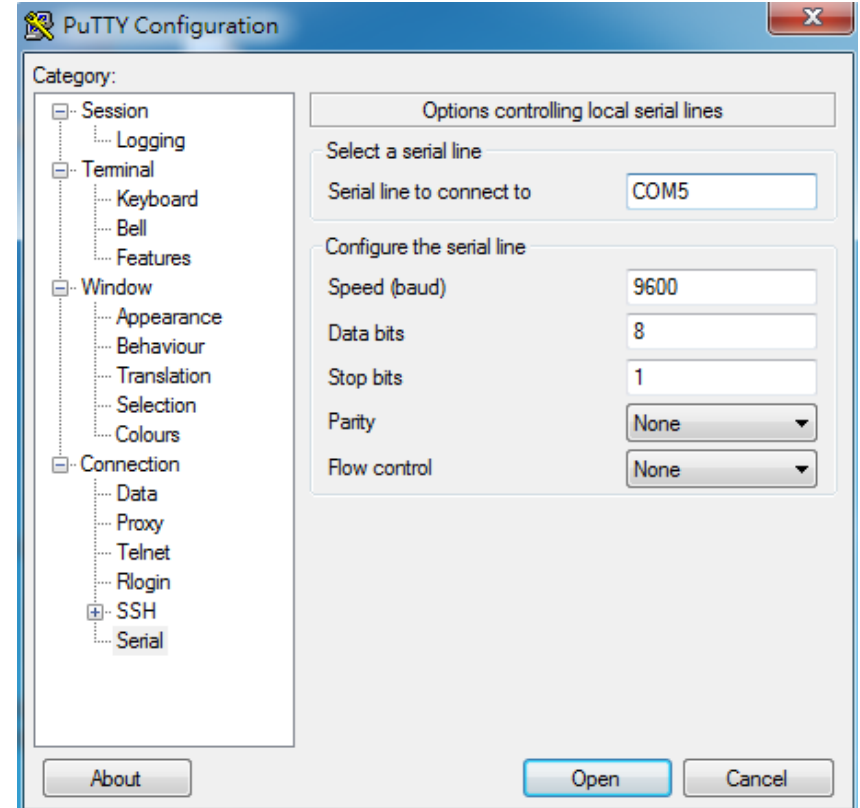 PuTTY Configuration
Category:
Session
Logging
Terminal
Keyboard
Bell
Features
Window
Appearance
Behaviour
Translation
Selection
Colours
Connection
Data
Proxy
Telnet
Rlogin
SSH
Serial
Options controlling local serial lines
Select a serial line
Serial line to connect to COM5
Configure the serial line
Speed (baud) 9600
Data bits 8
Stop bits 1
Parity None
Flow control None
About Open Cancel